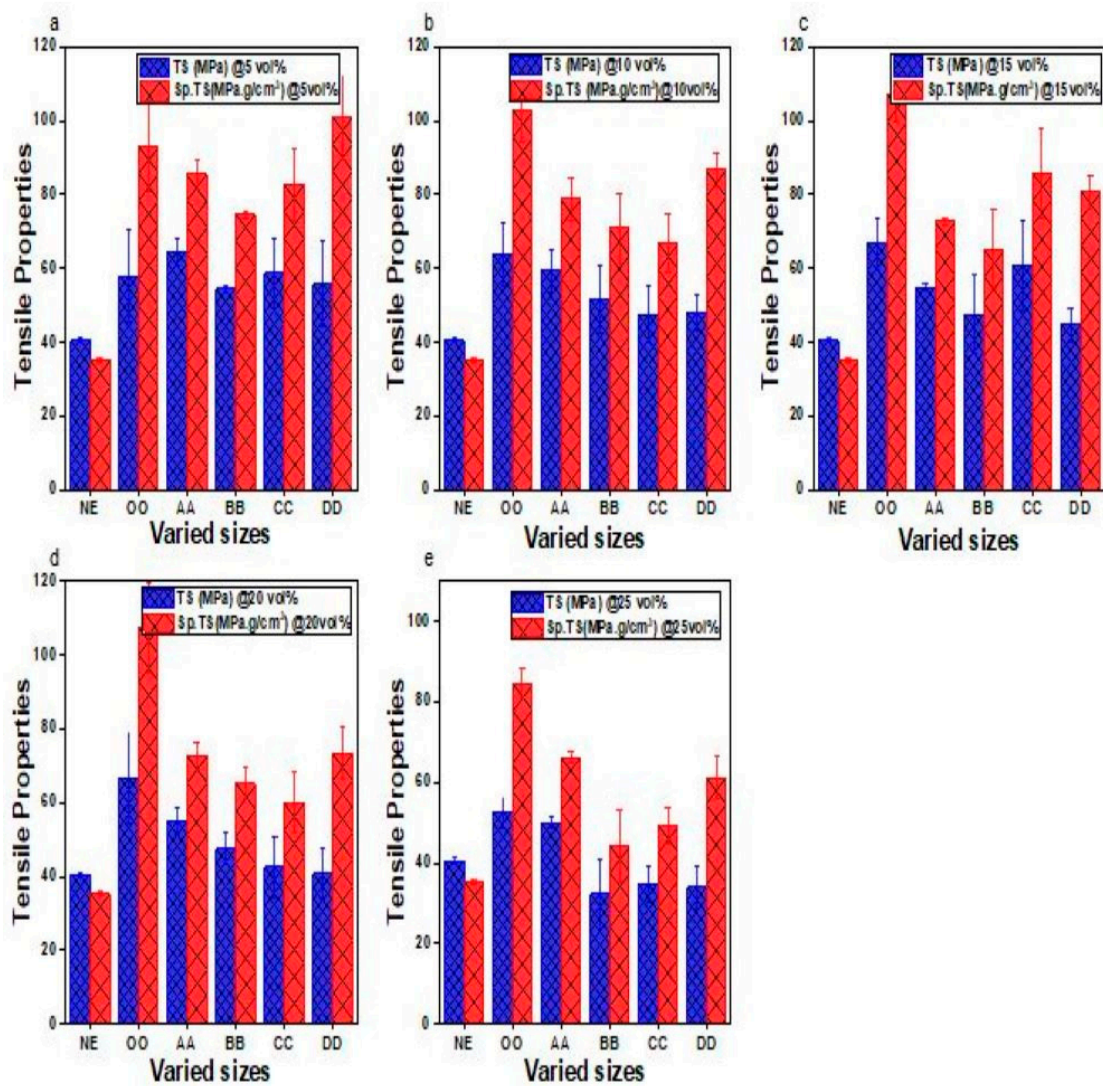 a
120
100
80
60
40
20
0
Tensile Properties
TS (MPa) @5 vol%
Sp.TS(MPa.g/cm³) @5vol%
NE OO AA BB CC DD
Varied sizes
b
120
100
80
60
40
20
0
Tensile Properties
TS (MPa) @10 vol%
Sp.TS (MPa.g/cm³)@10vol%
NE OO AA BB CC DD
Varied sizes
c
120
100
80
60
40
20
0
Tensile Properties
TS (MPa) @15 vol%
Sp.TS(MPa.g/cm³) @15vol%
NE OO AA BB CC DD
Varied sizes
d
120
100
80
60
40
20
0
Tensile Properties
TS (MPa) @20 vol%
Sp.TS(MPa.g/cm³) @20vol%
NE OO AA BB CC DD
Varied sizes
e
100
80
60
40
20
0
Tensile Properties
TS (MPa) @25 vol%
Sp.TS(MPa.g/cm³) @25vol%
NE OO AA BB CC DD
Varied sizes